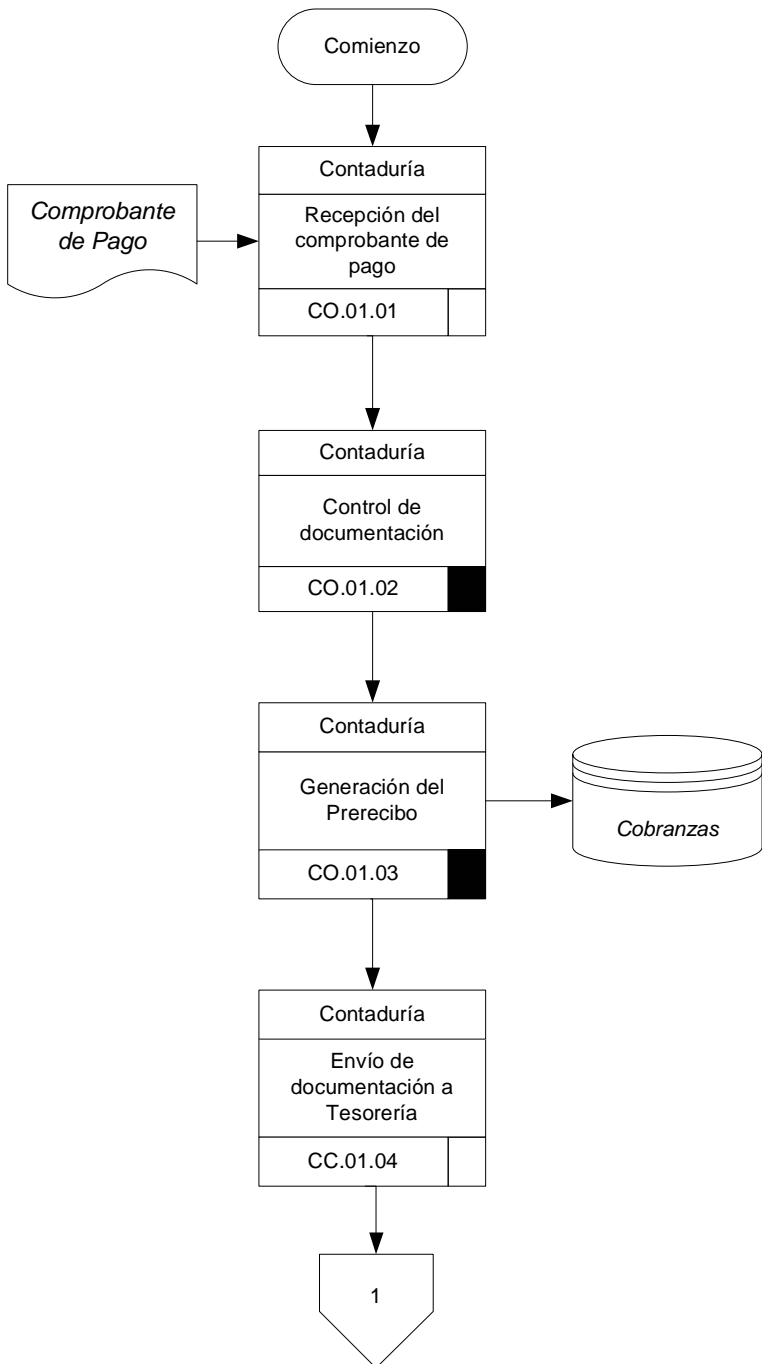 Comienzo
Contaduría
Comprobante
de Pago
Recepción del
comprobante de
pago
CO.01.01
Contaduría
Control de
documentación
CO.01.02
Contaduría
Generación del
Prerecibo
Cobranzas
CO.01.03
Contaduría
Envío de
documentación a
Tesorería
CC.01.04
1